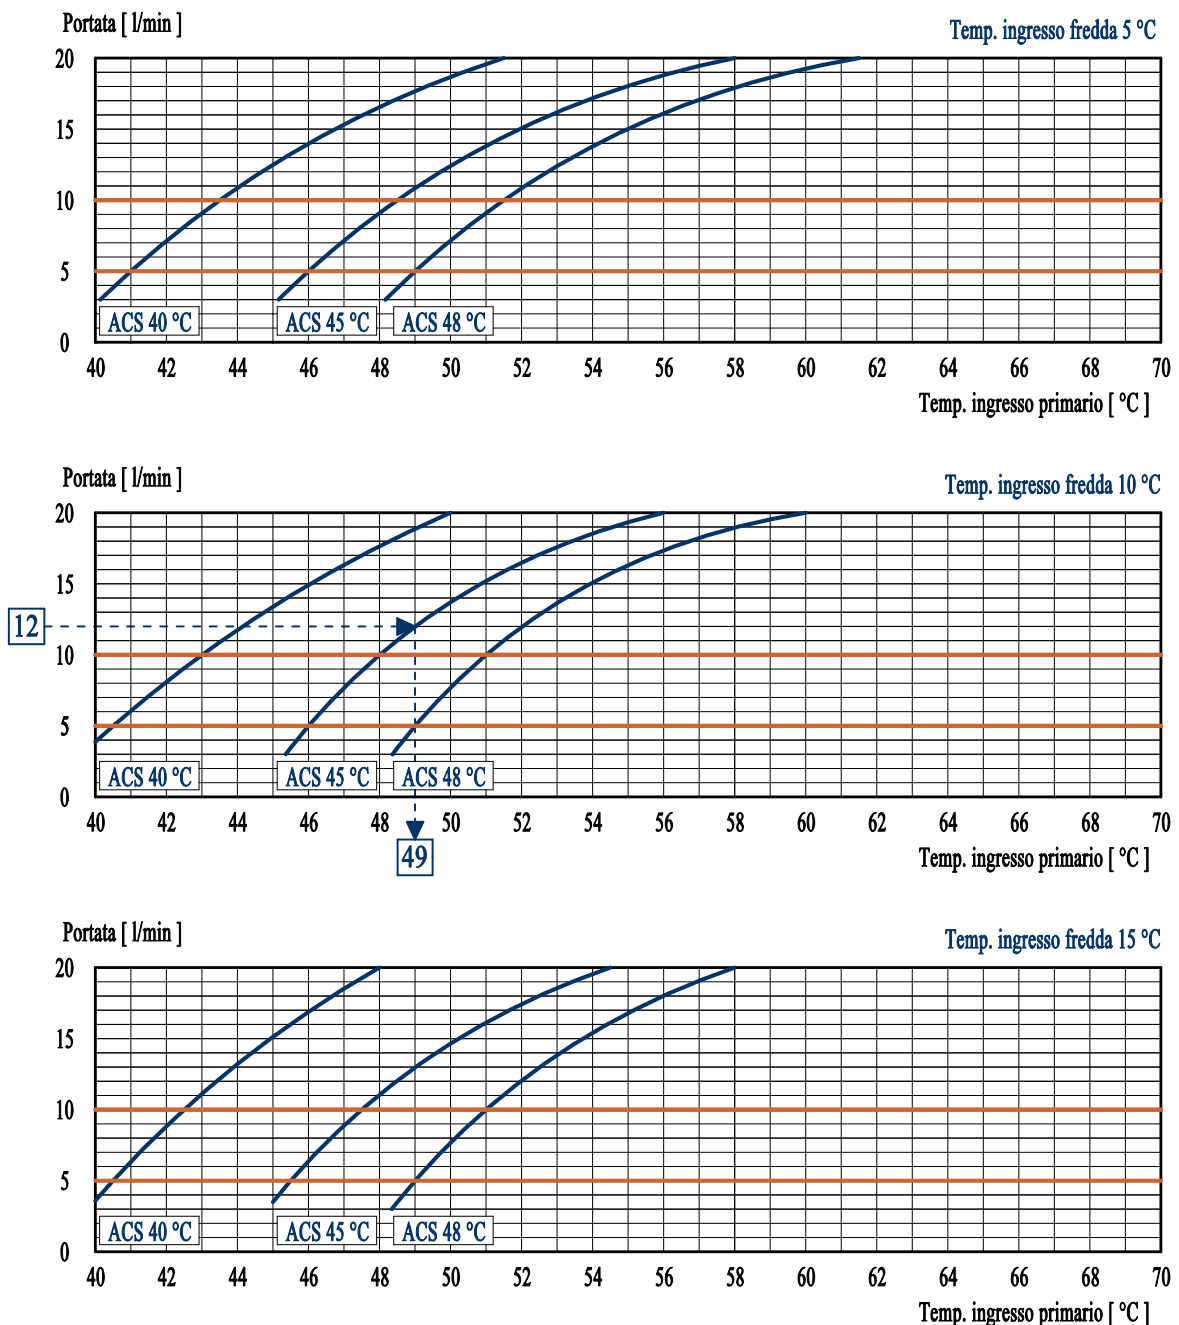 Portata [ l/min ]
Temp. ingresso fredda 5 °C
20
15
10
5
0
ACS 40 °C ACS 45 °C ACS 48 °C
40 42 44 46 48 50 52 54 56 58 60 62 64 66 68 70
Temp. ingresso primario [ °C ]
Portata [ l/min ]
Temp. ingresso fredda 10 °C
20
15
12
10
5
0
ACS 40 °C ACS 45 °C ACS 48 °C
40 42 44 46 48 50 52 54 56 58 60 62 64 66 68 70
49
Temp. ingresso primario [ °C ]
Portata [ l/min ]
Temp. ingresso fredda 15 °C
20
15
10
5
0
ACS 40 °C ACS 45 °C ACS 48 °C
40 42 44 46 48 50 52 54 56 58 60 62 64 66 68 70
Temp. ingresso primario [ °C ]